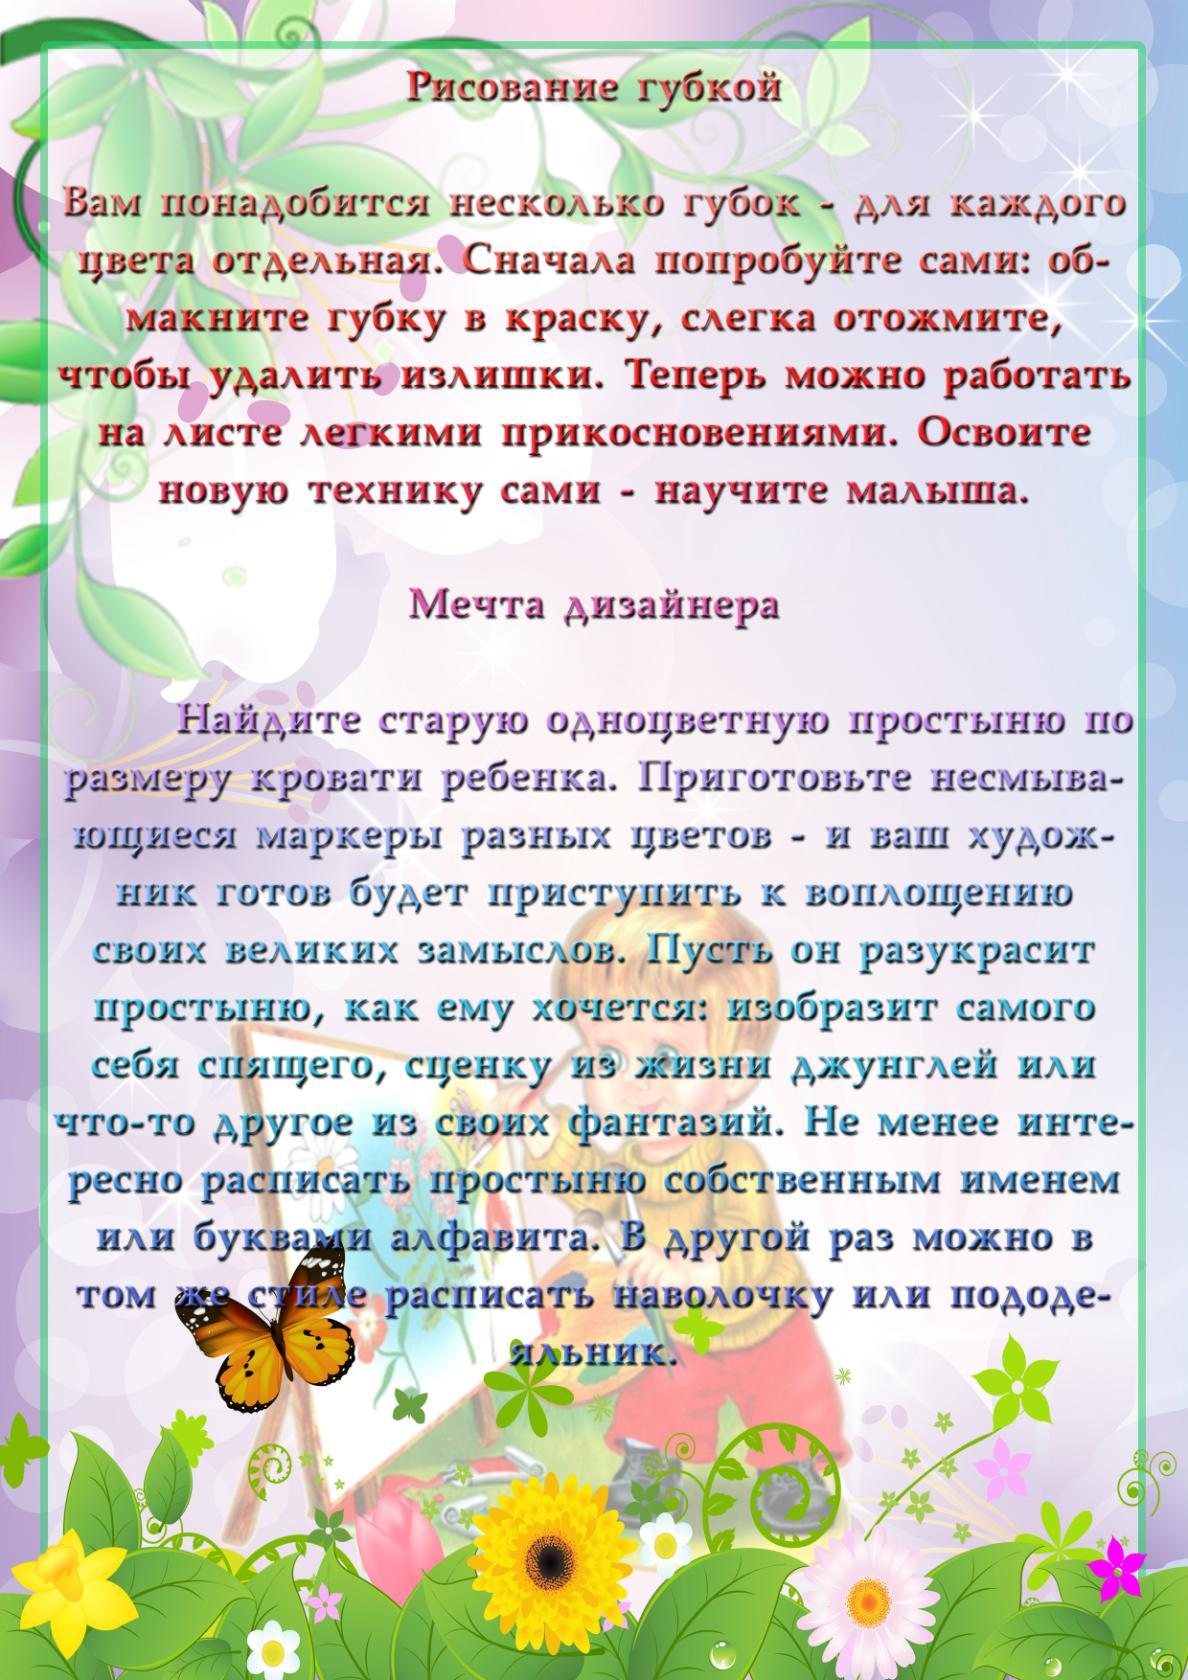 Рисование губкой
Вам понадобится несколько губок - для каждого
цвета отдельная. Сначала попробуйте сами: об-
макните губку в краску, слегка отожмите,
чтобы удалить излишки. Теперь можно работать
на листе легкими прикосновениями. Освоите
новую технику сами - научите малыша.
Мечта дизайнера
Найдите старую одноцветную простыню по
размеру кровати ребенка. Приготовьте несмыва-
ющиеся маркеры разных цветов - и ваш худож-
ник готов будет приступить к воплощению
своих великих замыслов. Пусть он разукрасит
простыню, как ему хочется: изобразит самого
себя спящего, сценку из жизни джунглей или
что-то другое из своих фантазий. Не менее инте-
ресно расписать простыню собственным именем
или буквами алфавита. В другой раз можно в
том же стиле расписать наволочку или пододе-
яльник.